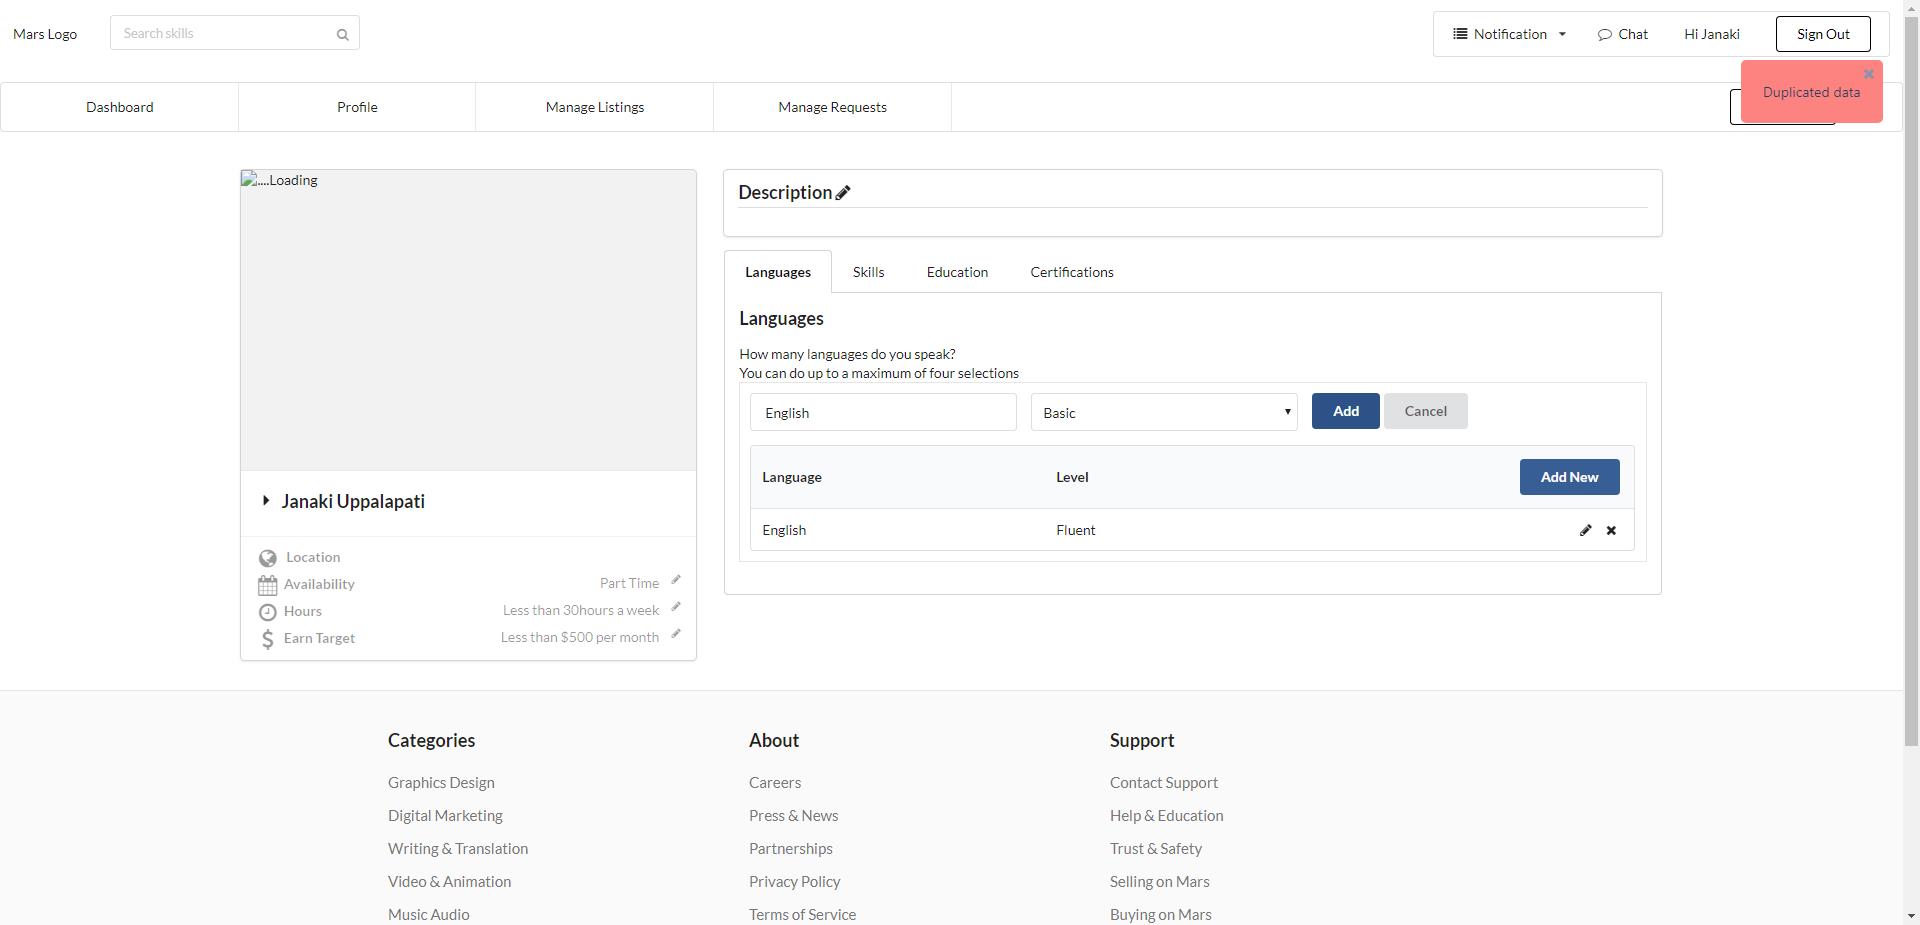 Mars Logo
Search skills
Notification
Chat
Hi Janaki
Sign Out
Duplicated data
Dashboard
Profile
Manage Listings
Manage Requests
....Loading
Janaki Uppalapati
Location
Availability
Part Time
Hours
Less than 30hours a week
Earn Target
Less than $500 per month
Description
Languages
Skills
Education
Certifications
Languages
How many languages do you speak?
You can do up to a maximum of four selections
English
Basic
Add
Cancel
Language
Level
Add New
English
Fluent
Categories
Graphics Design
Digital Marketing
Writing & Translation
Video & Animation
Music Audio
About
Careers
Press & News
Partnerships
Privacy Policy
Terms of Service
Support
Contact Support
Help & Education
Trust & Safety
Selling on Mars
Buying on Mars